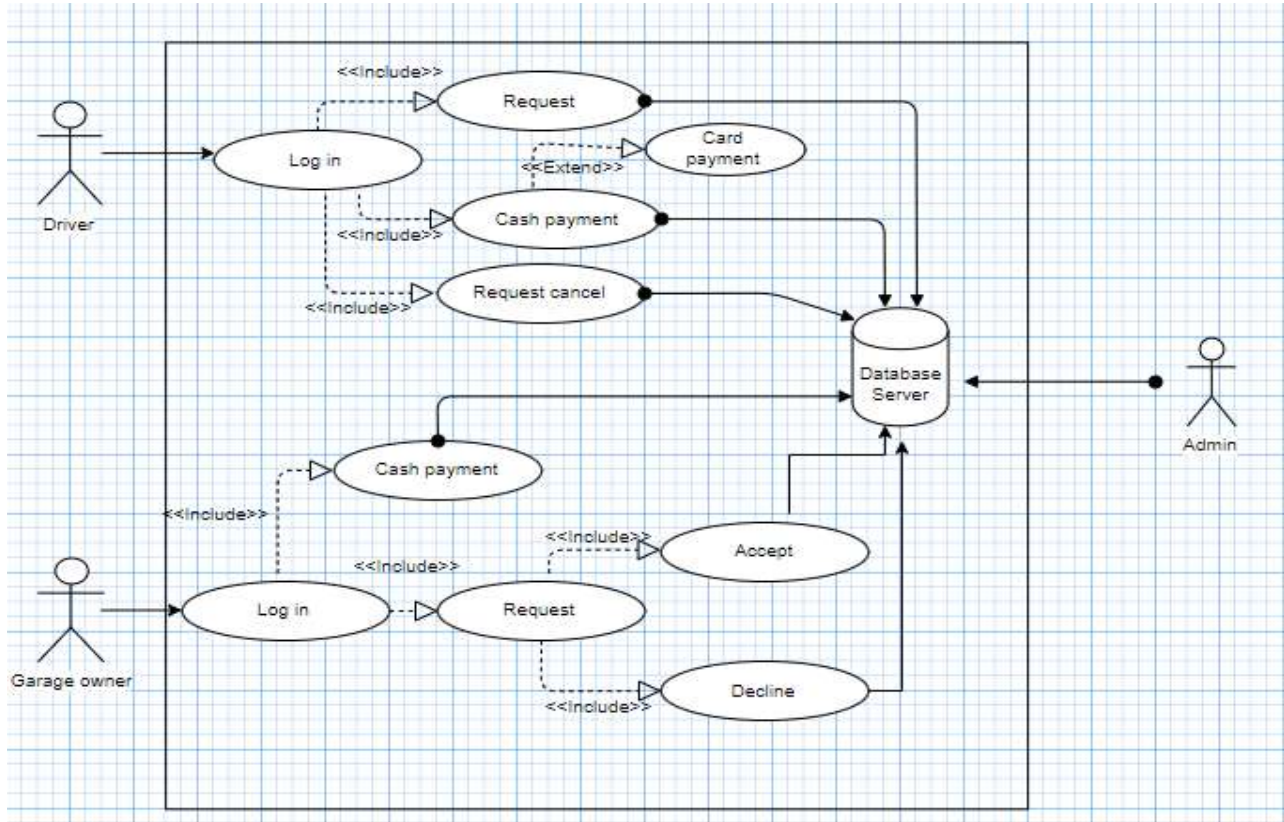 <<Include>>
Request
Card
payment
Log in
<<Extend>>
Driver
Cash payment
<<Include>>
Request cancel
<<Include>>
Database
Server
Admin
Cash payment
<<Include>>
<<Include>>
Accept
<<Include>>
Log in
Request
Garage owner
Decline
<<Include>>